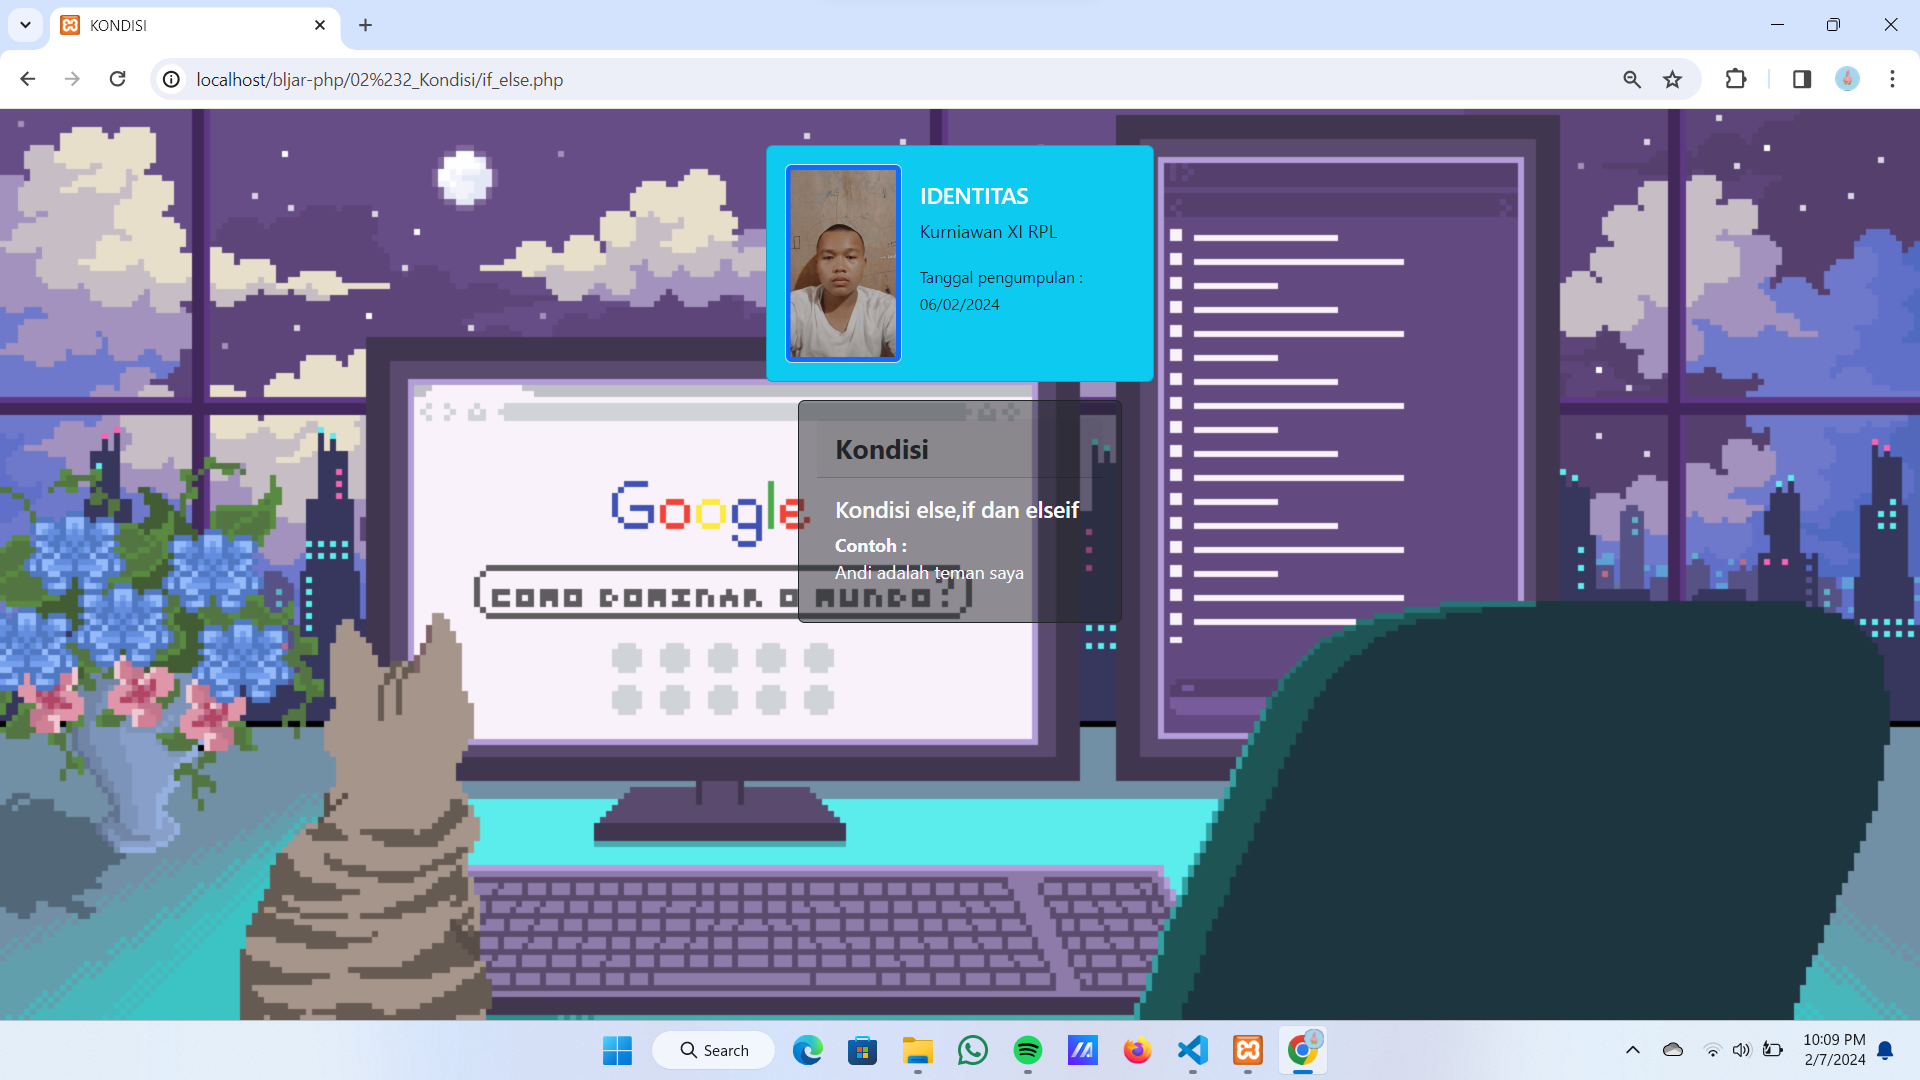 KONDISI
localhost/bljar-php/02%232_Kondisi/if_else.php
IDENTITAS
Kurniawan XI RPL
Tanggal pengumpulan :
06/02/2024
Kondisi
Kondisi else,if dan elseif
Contoh :
Andi adalah teman saya
Google
COMO DOMINAR O MUNDO?
Search
10:09 PM
2/7/2024